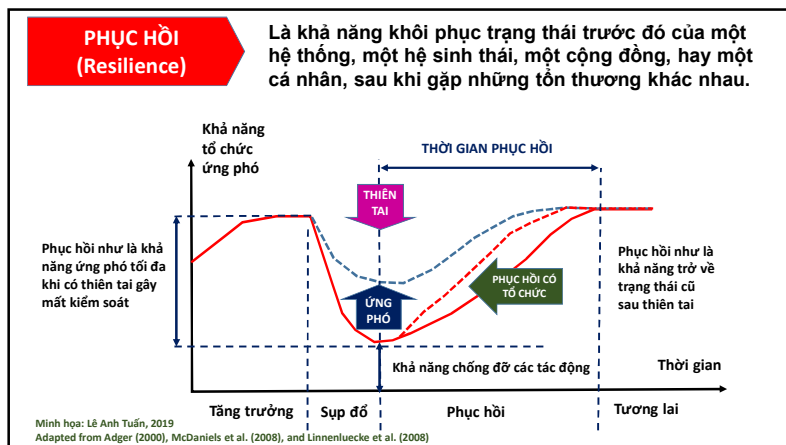 PHỤC HỒI
(Resilience)
Là khả năng khôi phục trạng thái trước đó của một
hệ thống, một hệ sinh thái, một cộng đồng, hay một
cá nhân, sau khi gặp những tổn thương khác nhau.
Khả năng
tổ chức
ứng phó
THỜI GIAN PHỤC HỒI
THIÊN
TAI
Phục hồi như là khả
năng ứng phó tối đa
khi có thiên tai gây
mất kiểm soát
ỨNG
PHÓ
PHỤC HỒI CÓ
TỔ CHỨC
Phục hồi như là
khả năng trở về
trạng thái cũ
sau thiên tai
Khả năng chống đỡ các tác động
Thời gian
Tăng trưởng
Sụp đổ
Phục hồi
Tương lai
Minh họa: Lê Anh Tuấn, 2019
Adapted from Adger (2000), McDaniels et al. (2008), and Linnenluecke et al. (2008)